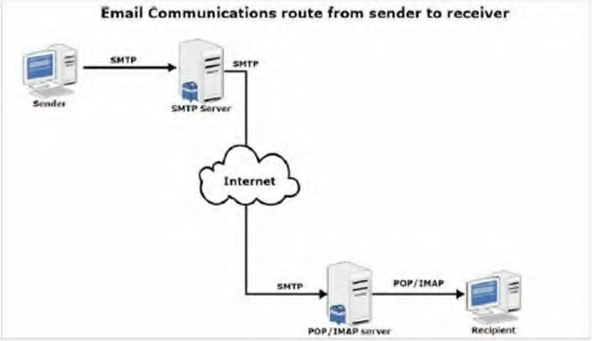 Email Communications route from sender to receiver
SMTP
SMTP
Sender
SMTP Server
Internet
SMTP
POP/IMAP
POP/IMAP server
Recipient